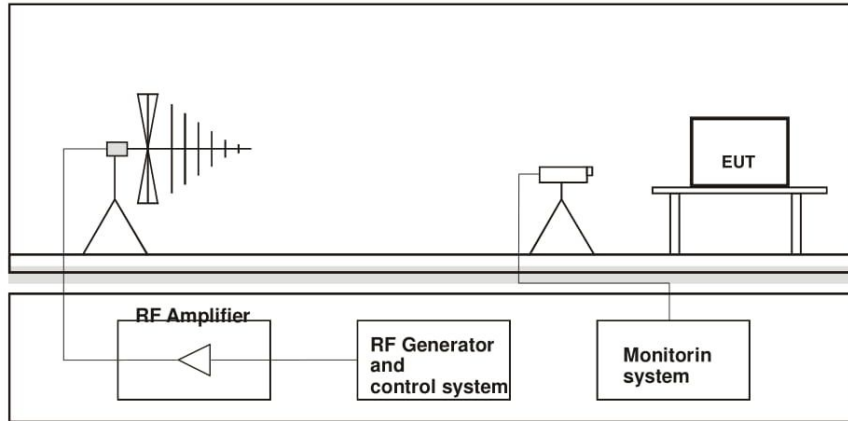 EUT
RF Amplifier
RF Generator
and
control system
Monitorin
system